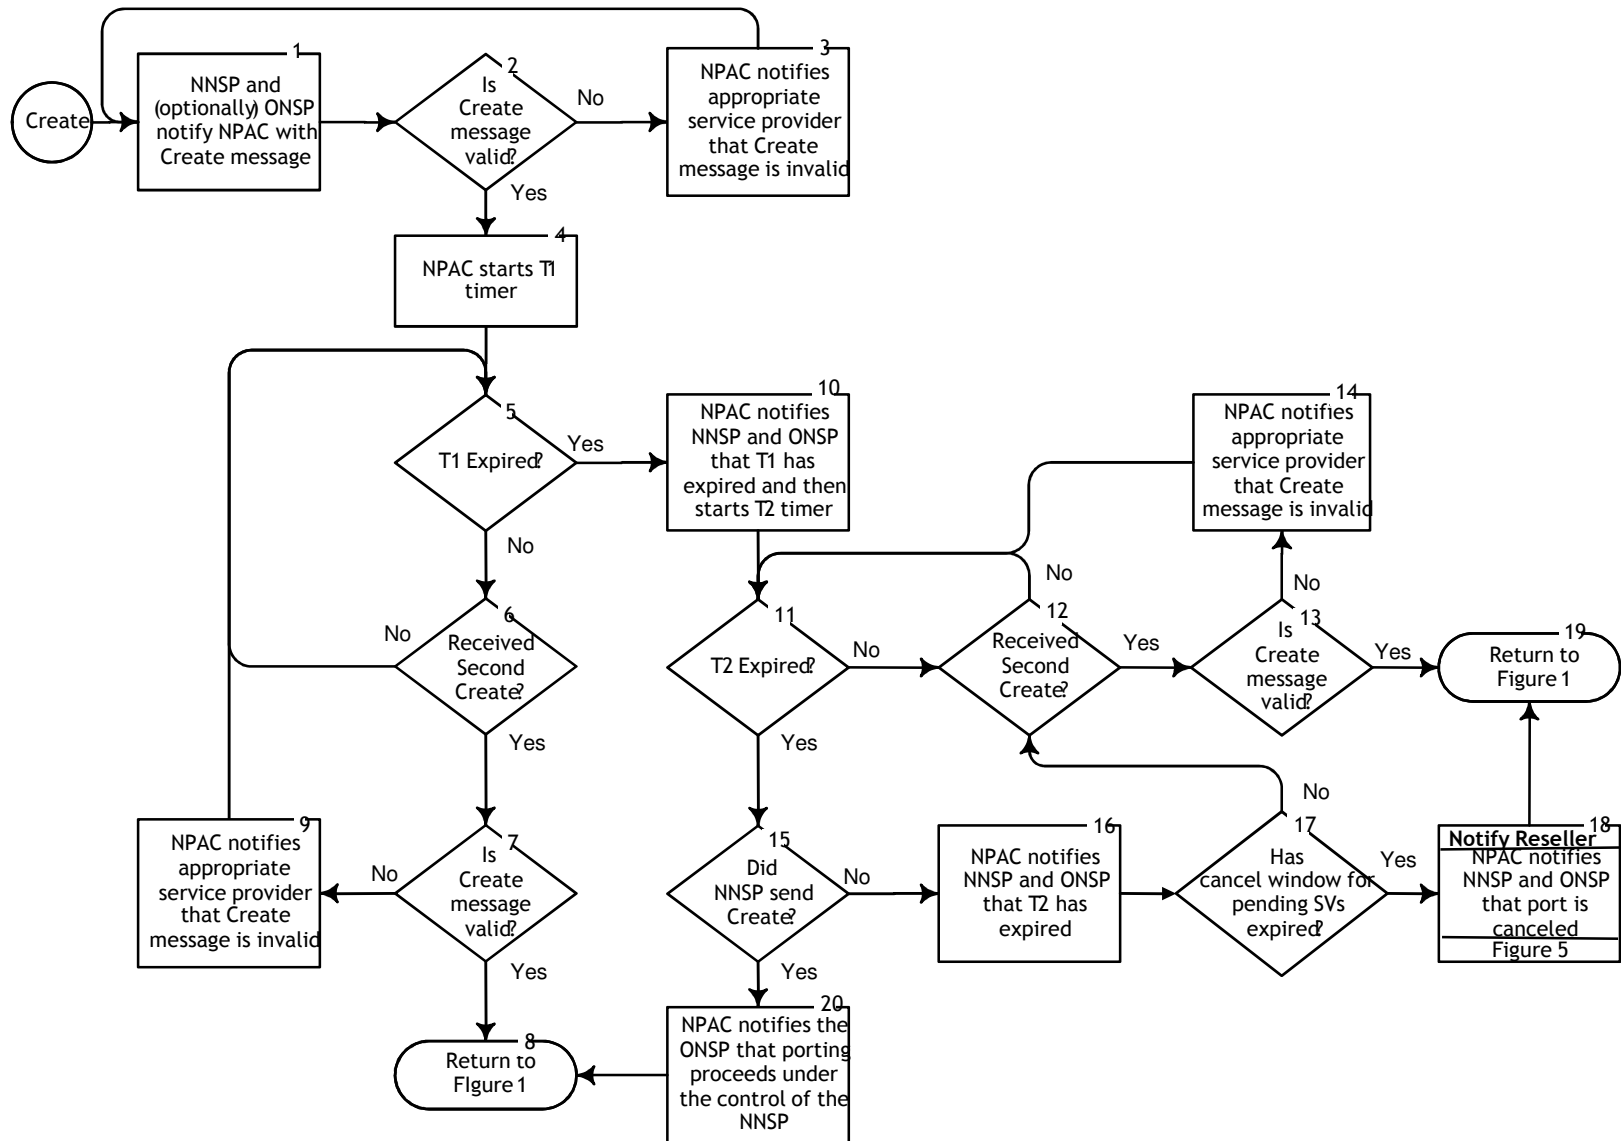 Create
1
NNSP and
(optionally) ONSP
notify NPAC with
Create message
2
Is
Create
message
valid?
No
Yes
3
NPAC notifies
appropriate
service provider
that Create
message is invalid
4
NPAC starts T1
timer
5
T1 Expired?
Yes
No
10
NPAC notifies
NNSP and ONSP
that T1 has
expired and then
starts T2 timer
14
NPAC notifies
appropriate
service provider
that Create
message is invalid
6
Received
Second
Create?
No
Yes
11
T2 Expired?
No
Yes
12
Received
Second
Create?
No
Yes
13
Is
Create
message
valid?
No
Yes
19
Return to
Figure 1
9
NPAC notifies
appropriate
service provider
that Create
message is invalid
7
Is
Create
message
valid?
No
Yes
15
Did
NNSP send
Create?
No
Yes
16
NPAC notifies
NNSP and ONSP
that T2 has
expired
17
Has
cancel window for
pending SVs
expired?
No
Yes
18
Notify Reseller
NPAC notifies
NNSP and ONSP
that port is
canceled
Figure 5
8
Return to
FIgure 1
20
NPAC notifies the
ONSP that porting
proceeds under
the control of the
NNSP